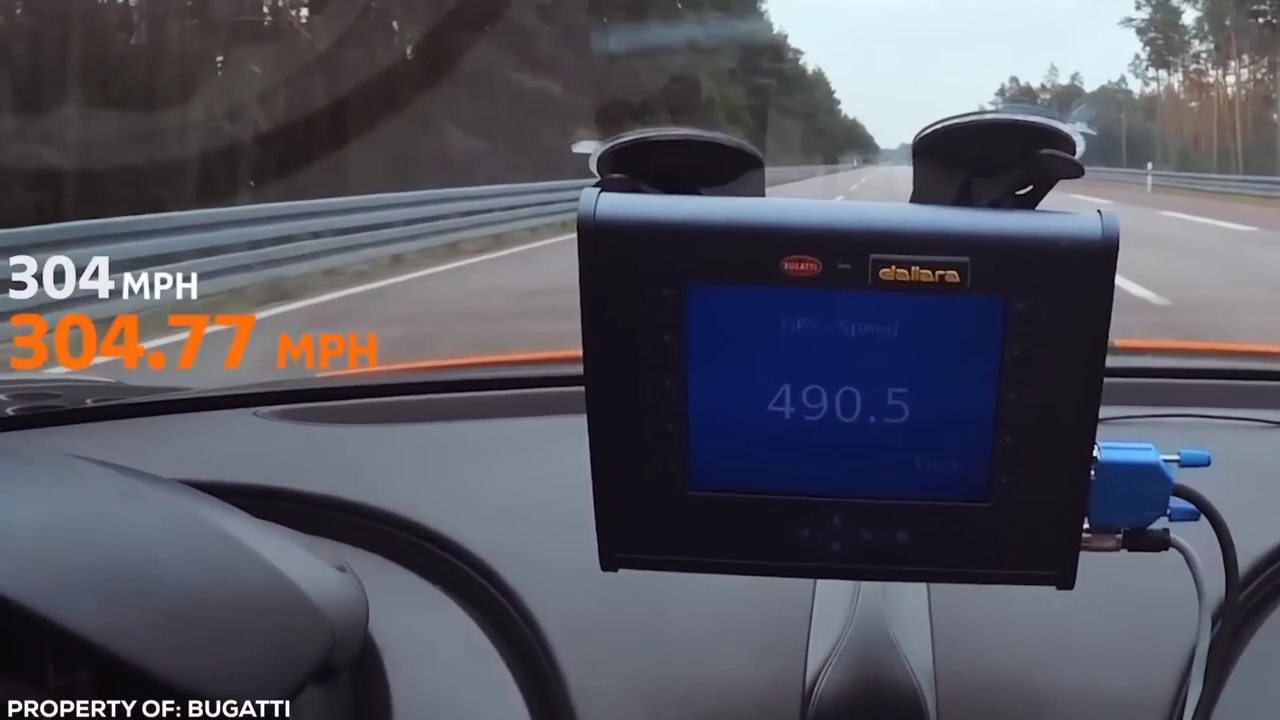 BUGATTI
dallara
GPS - Speed
304 MPH
304.77 MPH
490.5
PROPERTY OF: BUGATTI